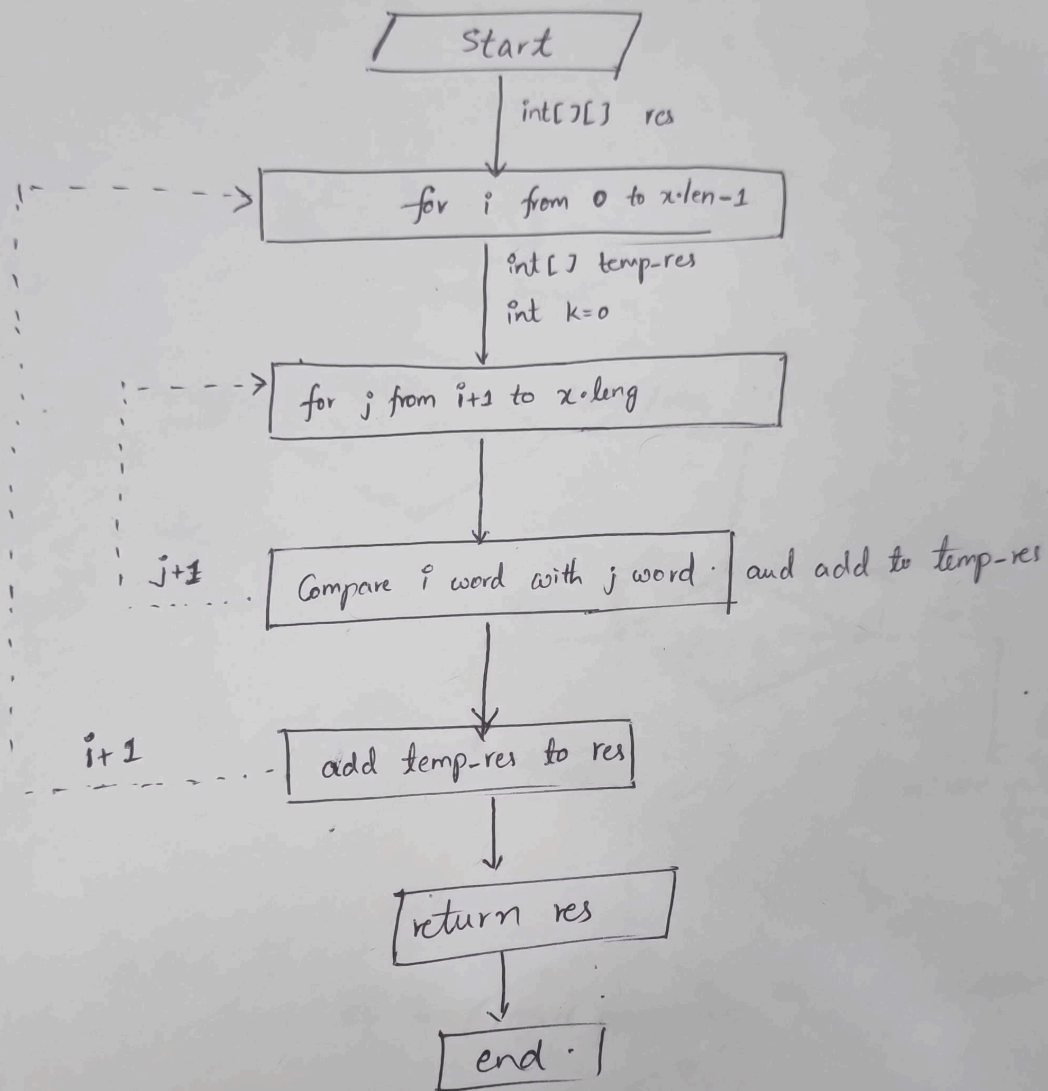 Start
int[][] res
for i from 0 to x.len-1
int[] temp-res
int k=0
for j from i+1 to x.leng
j+1
Compare i word with j word. and add to temp-res
i+1
add temp-res to res
return res
end.